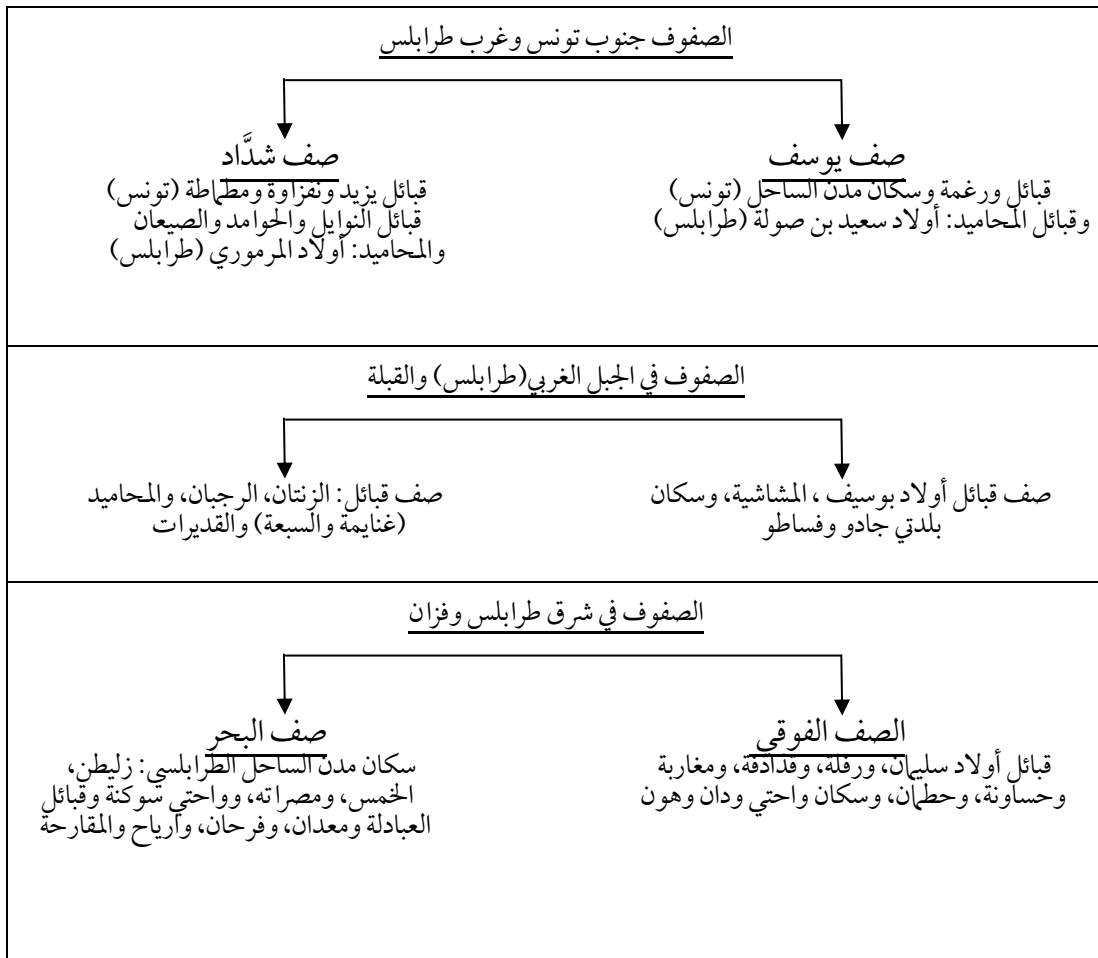 الصفوف جنوب تونس وغرب طرابلس
صف يوسف
قبائل ورغمة وسكان مدن الساحل (تونس)
وقبائل المحاميد: أولاد سعيد بن صولة (طرابلس)
صف شدَّاد
قبائل يزيد ونفزاوة ومطماطة (تونس)
قبائل النوايل والحوامد والصيعان
والمحاميد: أولاد المرموري (طرابلس)
الصفوف في الجبل الغربي(طرابلس) والقبلة
صف قبائل أولاد بوسيف ، المشاشية، وسكان
بلدتي جادو وفساطو
صف قبائل: الزنتان، الرجبان، والمحاميد
(غنايمة والسبعة) والقديرات
الصفوف في شرق طرابلس وفزان
الصف الفوقي
قبائل أولاد سليمان، ورفلة، وقذاذفة، ومغاربة
وحساونة، وحطمان، وسكان واحتي ودان وهون
صف البحر
سكان مدن الساحل الطرابلسي: زليطن،
الخمس، ومصراته، وواحتي سوكنة وقبائل
العبادلة ومعدان، وفرحان، وارياح والمقارحة